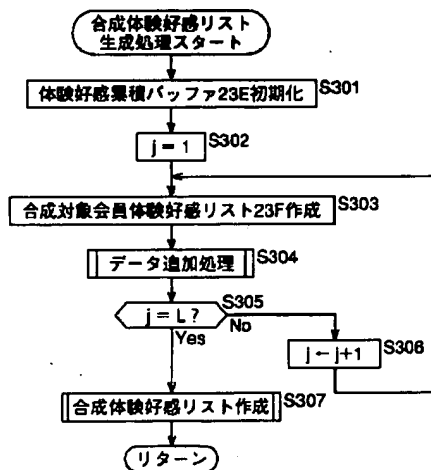 合成体験好感リスト
生成処理スタート
体験好感累積バッファ23E初期化
S301
j = 1
S302
合成対象会員体験好感リスト23F作成
S303
データ追加処理
S304
j = L ?
S305
No
Yes
j ← j+1
S306
合成体験好感リスト作成
S307
リターン